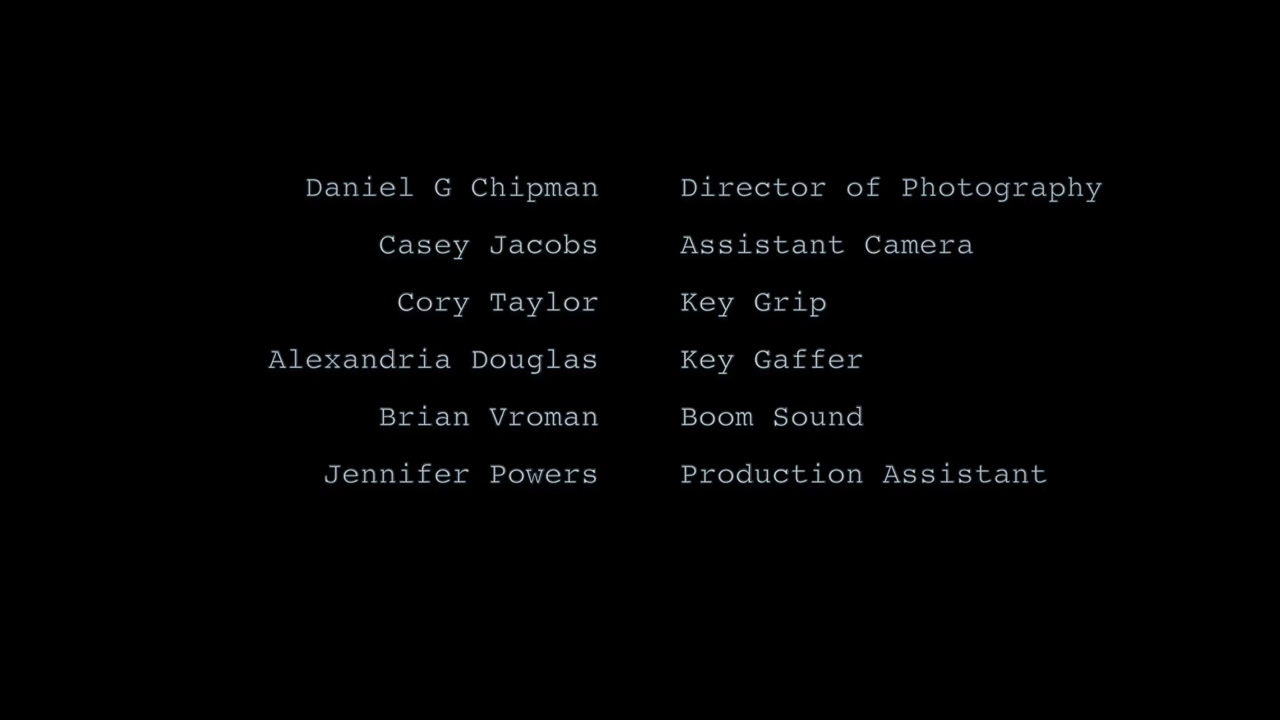 Daniel G Chipman Director of Photography
Casey Jacobs Assistant Camera
Cory Taylor Key Grip
Alexandria Douglas Key Gaffer
Brian Vroman Boom Sound
Jennifer Powers Production Assistant